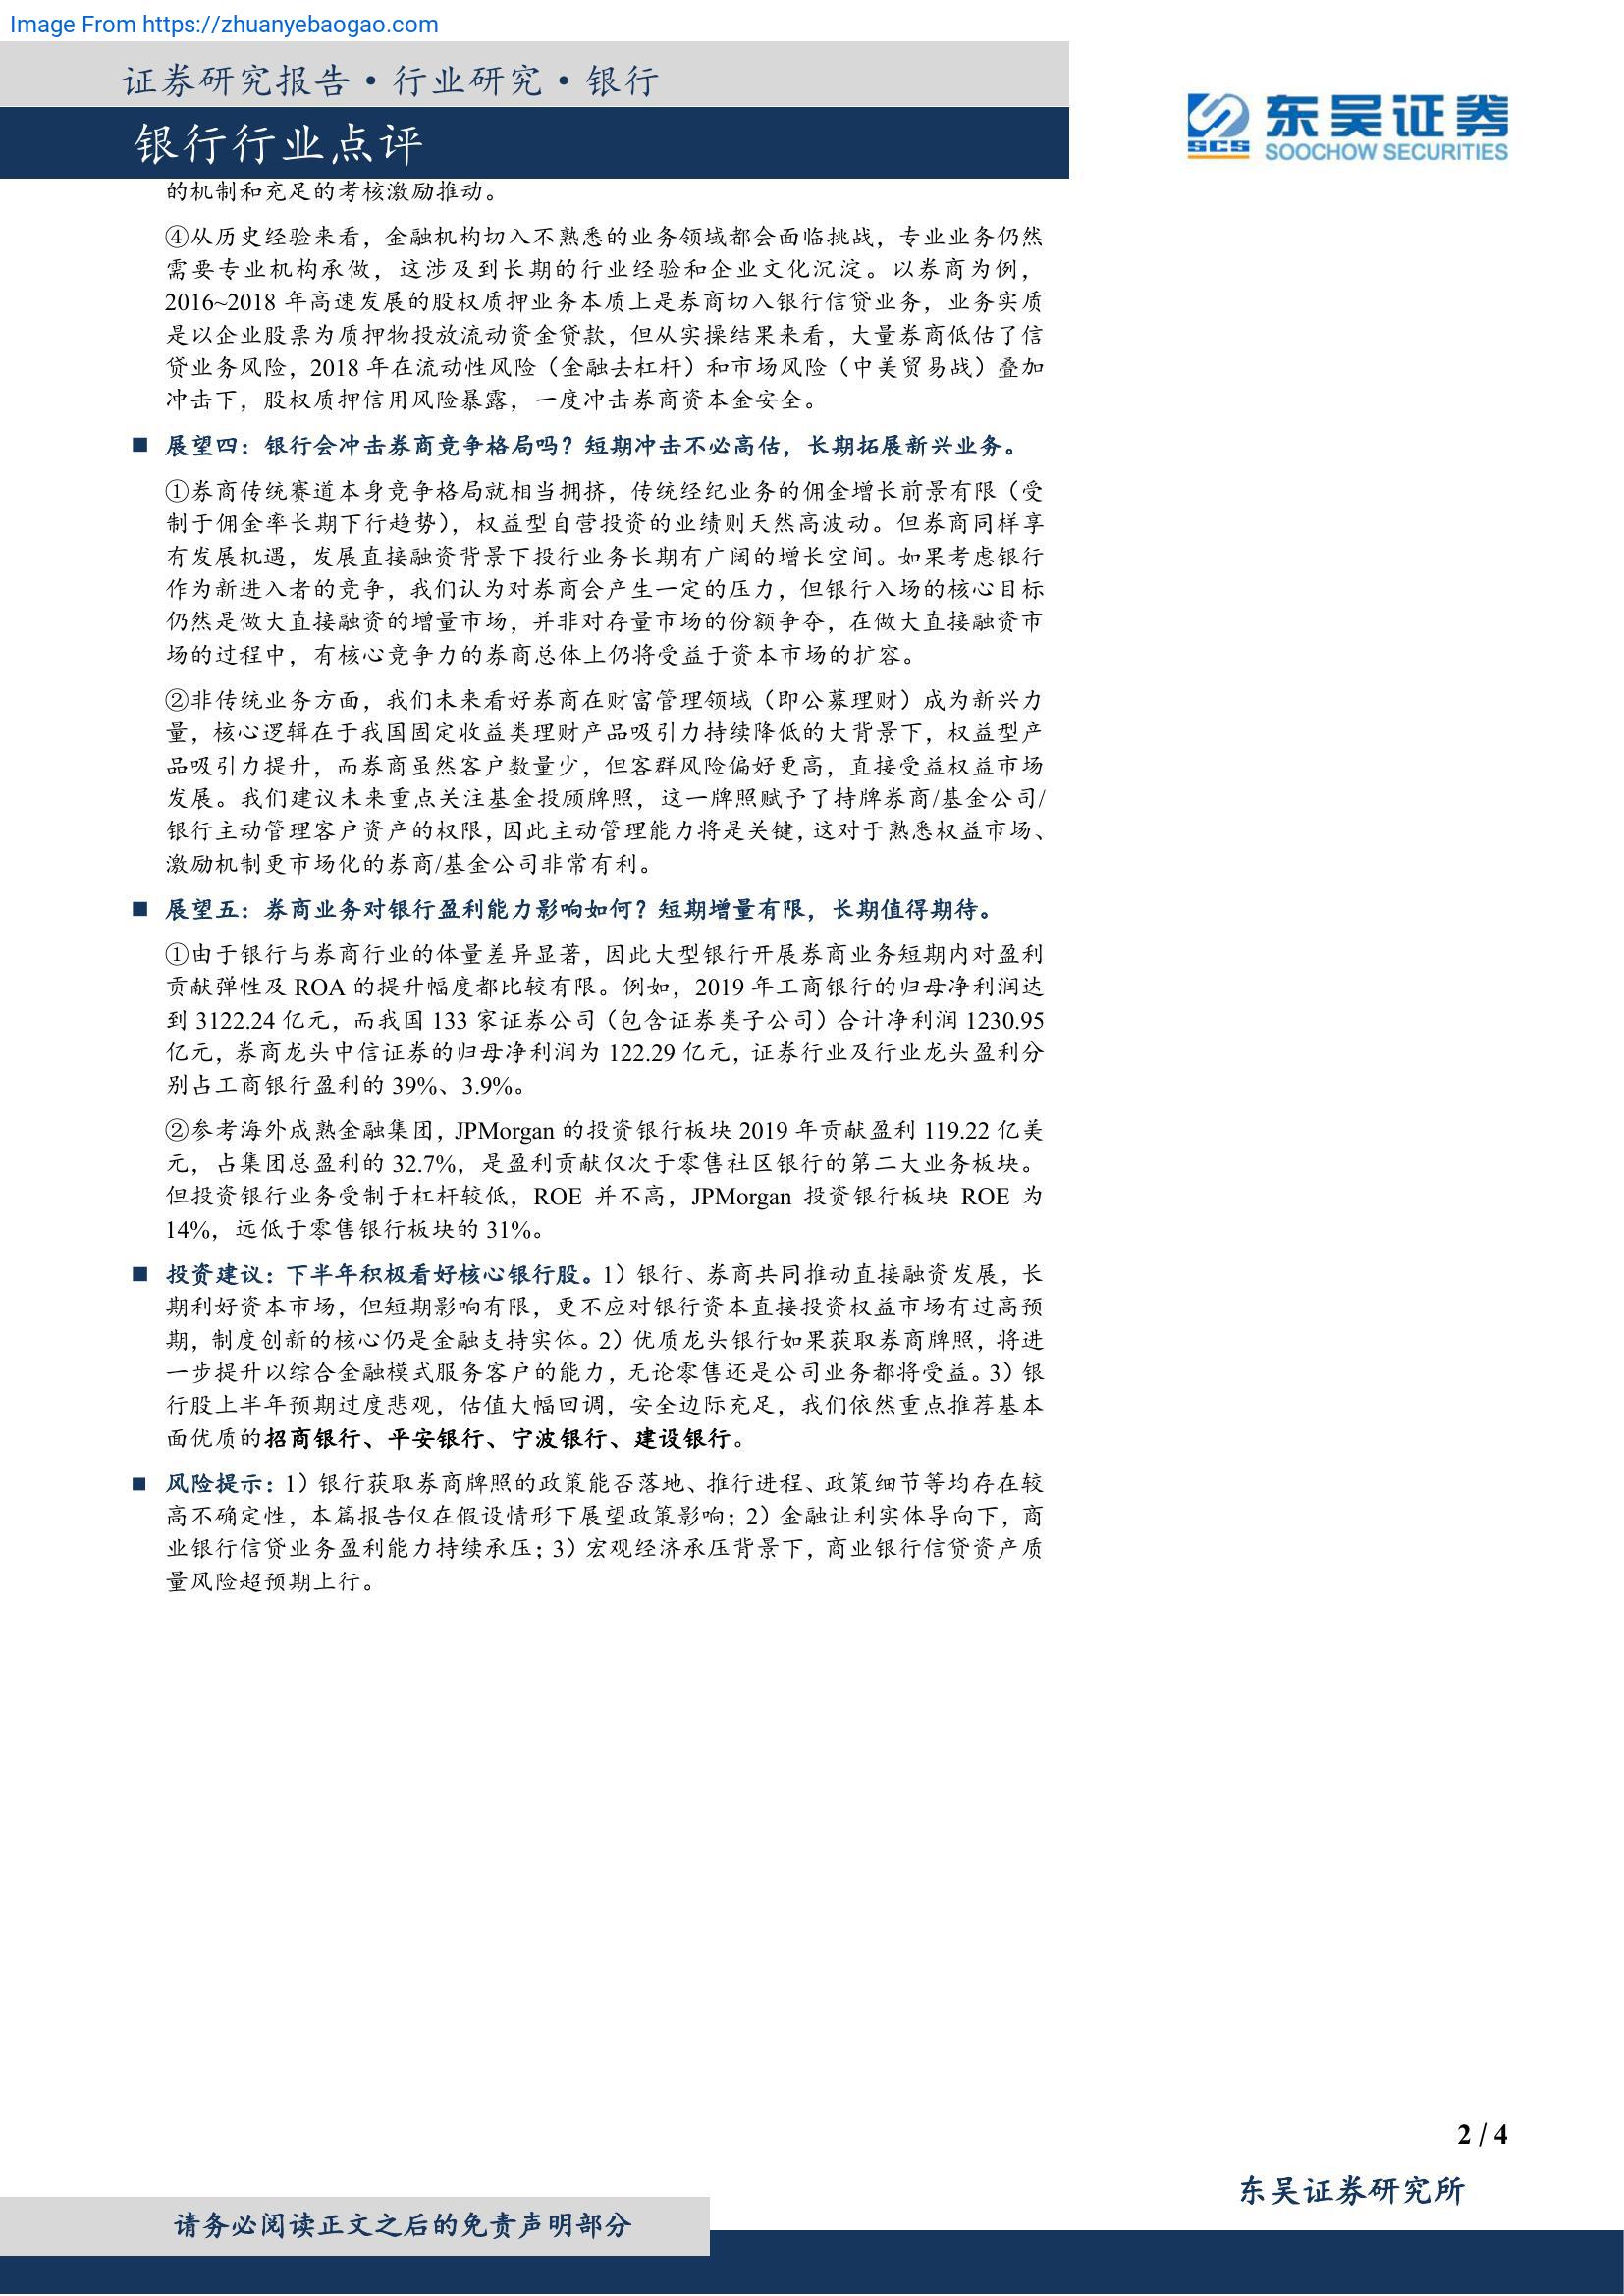 Image From https://zhuanyebaogao.com
证券研究报告·行业研究·银行
银行行业点评
东吴证券
SCS
SOOCHOW SECURITIES
的机制和充足的考核激励推动。
④从历史经验来看，金融机构切入不熟悉的业务领域都会面临挑战，专业业务仍然
需要专业机构承做，这涉及到长期的行业经验和企业文化沉淀。以券商为例，
2016~2018 年高速发展的股权质押业务本质上是券商切入银行信贷业务，业务实质
是以企业股票为质押物投放流动资金贷款，但从实操结果来看，大量券商低估了信
贷业务风险，2018 年在流动性风险（金融去杠杆）和市场风险（中美贸易战）叠加
冲击下，股权质押信用风险暴露，一度冲击券商资本金安全。
■ 展望四：银行会冲击券商竞争格局吗？短期冲击不必高估，长期拓展新兴业务。
①券商传统赛道本身竞争格局就相当拥挤，传统经纪业务的佣金增长前景有限（受
制于佣金率长期下行趋势），权益型自营投资的业绩则天然高波动。但券商同样享
有发展机遇，发展直接融资背景下投行业务长期有广阔的增长空间。如果考虑银行
作为新进入者的竞争，我们认为对券商会产生一定的压力，但银行入场的核心目标
仍然是做大直接融资的增量市场，并非对存量市场的份额争夺，在做大直接融资市
场的过程中，有核心竞争力的券商总体上仍将受益于资本市场的扩容。
②非传统业务方面，我们未来看好券商在财富管理领域（即公募理财）成为新兴力
量，核心逻辑在于我国固定收益类理财产品吸引力持续降低的大背景下，权益型产
品吸引力提升，而券商虽然客户数量少，但客群风险偏好更高，直接受益权益市场
发展。我们建议未来重点关注基金投顾牌照，这一牌照赋予了持牌券商/基金公司/
银行主动管理客户资产的权限，因此主动管理能力将是关键，这对于熟悉权益市场、
激励机制更市场化的券商/基金公司非常有利。
■ 展望五：券商业务对银行盈利能力影响如何？短期增量有限，长期值得期待。
①由于银行与券商行业的体量差异显著，因此大型银行开展券商业务短期内对盈利
贡献弹性及 ROA 的提升幅度都比较有限。例如，2019 年工商银行的归母净利润达
到 3122.24 亿元，而我国 133 家证券公司（包含证券类子公司）合计净利润 1230.95
亿元，券商龙头中信证券的归母净利润为 122.29 亿元，证券行业及行业龙头盈利分
别占工商银行盈利的 39%、3.9%。
②参考海外成熟金融集团，JPMorgan 的投资银行板块 2019 年贡献盈利 119.22 亿美
元，占集团总盈利的 32.7%，是盈利贡献仅次于零售社区银行的第二大业务板块。
但投资银行业务受制于杠杆较低，ROE 并不高，JPMorgan 投资银行板块 ROE 为
14%，远低于零售银行板块的 31%。
■ 投资建议：下半年积极看好核心银行股。1）银行、券商共同推动直接融资发展，长
期利好资本市场，但短期影响有限，更不应对银行资本直接投资权益市场有过高预
期，制度创新的核心仍是金融支持实体。2）优质龙头银行如果获取券商牌照，将进
一步提升以综合金融模式服务客户的能力，无论零售还是公司业务都将受益。3）银
行股上半年预期过度悲观，估值大幅回调，安全边际充足，我们依然重点推荐基本
面优质的招商银行、平安银行、宁波银行、建设银行。
■ 风险提示：1）银行获取券商牌照的政策能否落地、推行进程、政策细节等均存在较
高不确定性，本篇报告仅在假设情形下展望政策影响；2）金融让利实体导向下，商
业银行信贷业务盈利能力持续承压；3）宏观经济承压背景下，商业银行信贷资产质
量风险超预期上行。
2 / 4
东吴证券研究所
请务必阅读正文之后的免责声明部分